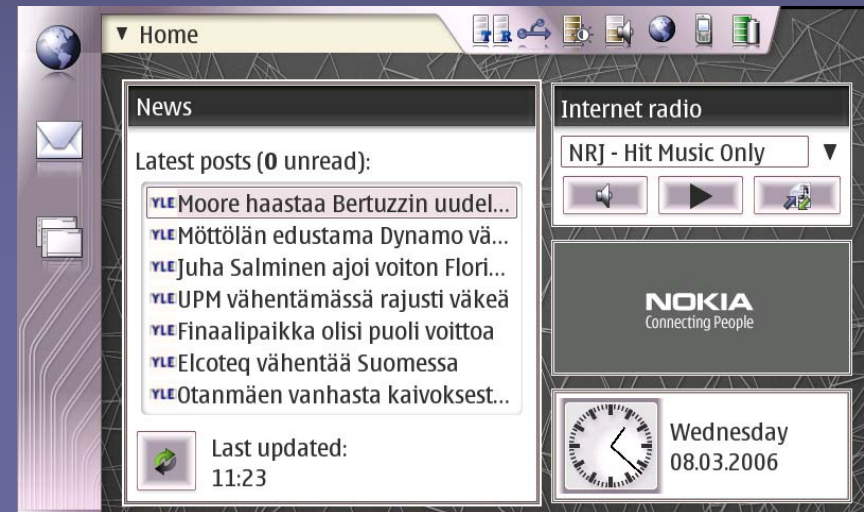 Home
T R
News
Latest posts (0 unread):
YLE Moore haastaa Bertuzzin uudel...
YLE Möttölän edustama Dynamo vä...
YLE Juha Salminen ajoi voiton Flori...
YLE UPM vähentämässä rajusti väkeä
YLE Finaalipaikka olisi puoli voittoa
YLE Elcoteq vähentää Suomessa
YLE Otanmäen vanhasta kaivoksest...
Last updated:
11:23
Internet radio
NRJ - Hit Music Only
NOKIA
Connecting People
Wednesday
08.03.2006